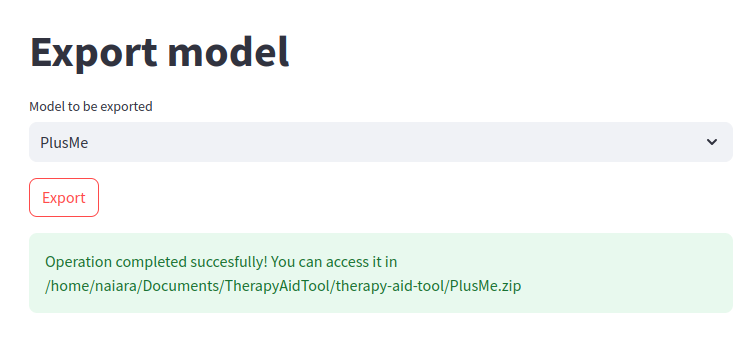 Export model
Model to be exported
PlusMe
Export
Operation completed succesfully! You can access it in
/home/naiara/Documents/TherapyAidTool/therapy-aid-tool/PlusMe.zip